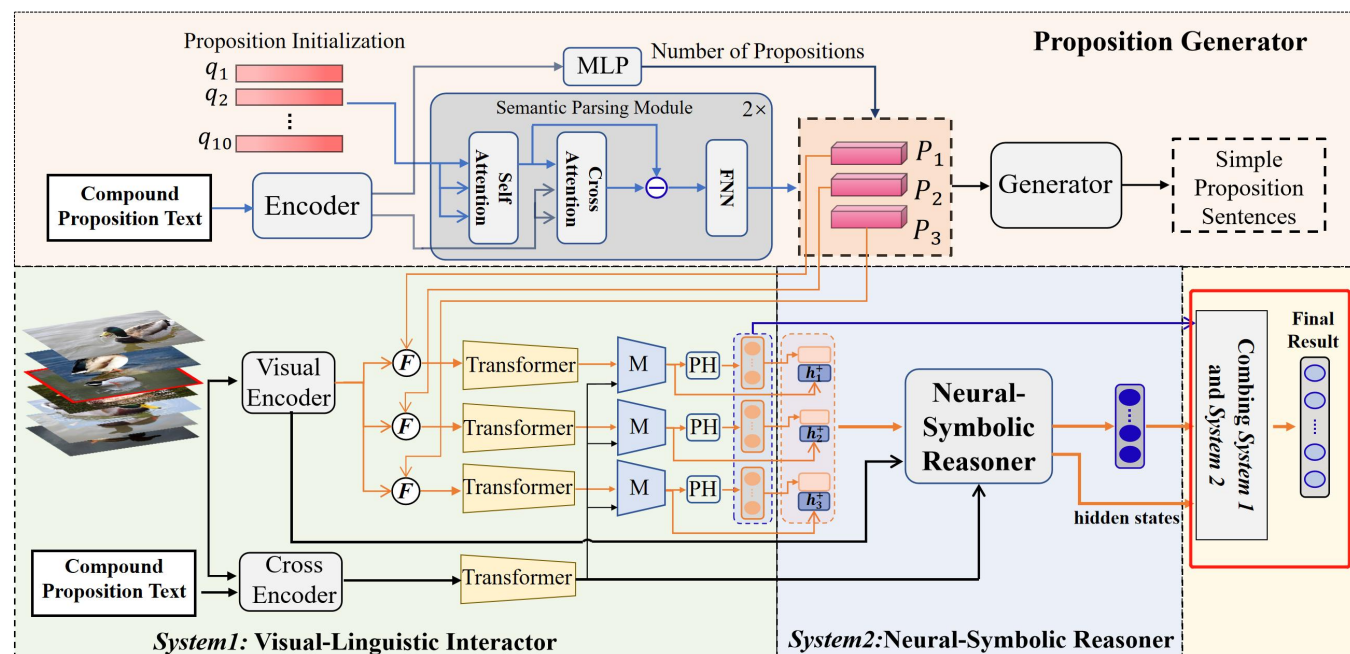 Proposition Initialization
q1
q2
⋮
q10
Compound
Proposition Text
Encoder
MLP
Number of Propositions
Semantic Parsing Module
2×
Self
Attention
Cross
Attention
FNN
P1
P2
P3
Proposition Generator
Generator
Simple
Proposition
Sentences
Visual
Encoder
F
Transformer
M
PH
h1+
F
Transformer
M
PH
h2+
F
Transformer
M
PH
h3+
Neural-
Symbolic
Reasoner
hidden states
Combing System 1
and System 2
Final
Result
Compound
Proposition Text
Cross
Encoder
Transformer
System1: Visual-Linguistic Interactor
System2:Neural-Symbolic Reasoner